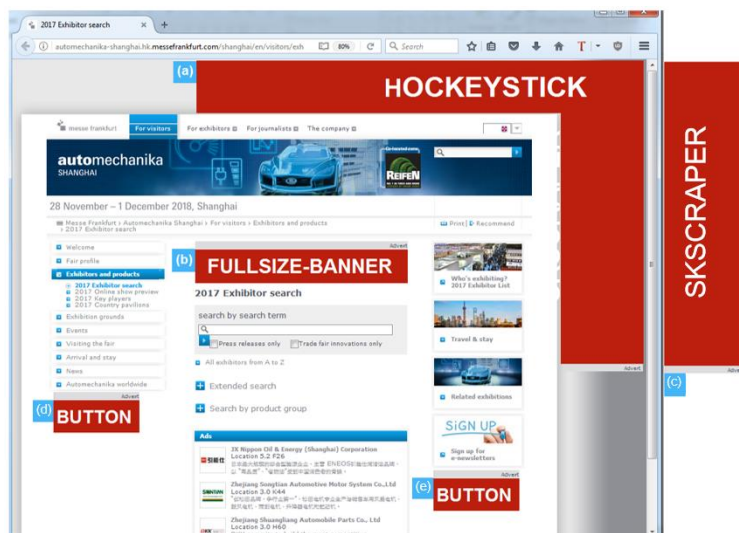 2017 Exhibitor search
automechanika-shanghai.hk.messefrankfurt.com/shanghai/en/visitors/exh
80%
Search
(a)
HOCKEYSTICK
messe frankfurt
For visitors
For exhibitors
For journalists
The company
automechanika
SHANGHAI
REIFEN
28 November – 1 December 2018, Shanghai
Messe Frankfurt › Automechanika Shanghai › For visitors › Exhibitors and products
› 2017 Exhibitor search
Print | Recommend
Welcome
Fair profile
Exhibitors and products
2017 Exhibitor search
2017 Online show preview
2017 Key players
2017 Country pavilions
Exhibition grounds
Events
Visiting the fair
Arrival and stay
News
Automechanika worldwide
Advert
(d)
BUTTON
Advert
(b)
FULLSIZE-BANNER
2017 Exhibitor search
search by search term
Press releases only
Trade fair innovations only
All exhibitors from A to Z
Extended search
Search by product group
Ads
JX Nippon Oil & Energy (Shanghai) Corporation
Location 5.2 F26
Zhejiang Songtian Automotive Motor System Co.,Ltd
Location 3.0 K44
Zhejiang Shuangliang Automobile Parts Co., Ltd
Location 3.0 H60
Who's exhibiting?
2017 Exhibitor List
Travel & stay
Related exhibitions
SiGN UP
Sign up for
e-newsletters
Advert
(e)
BUTTON
Advert
SKSCRAPER
(c)